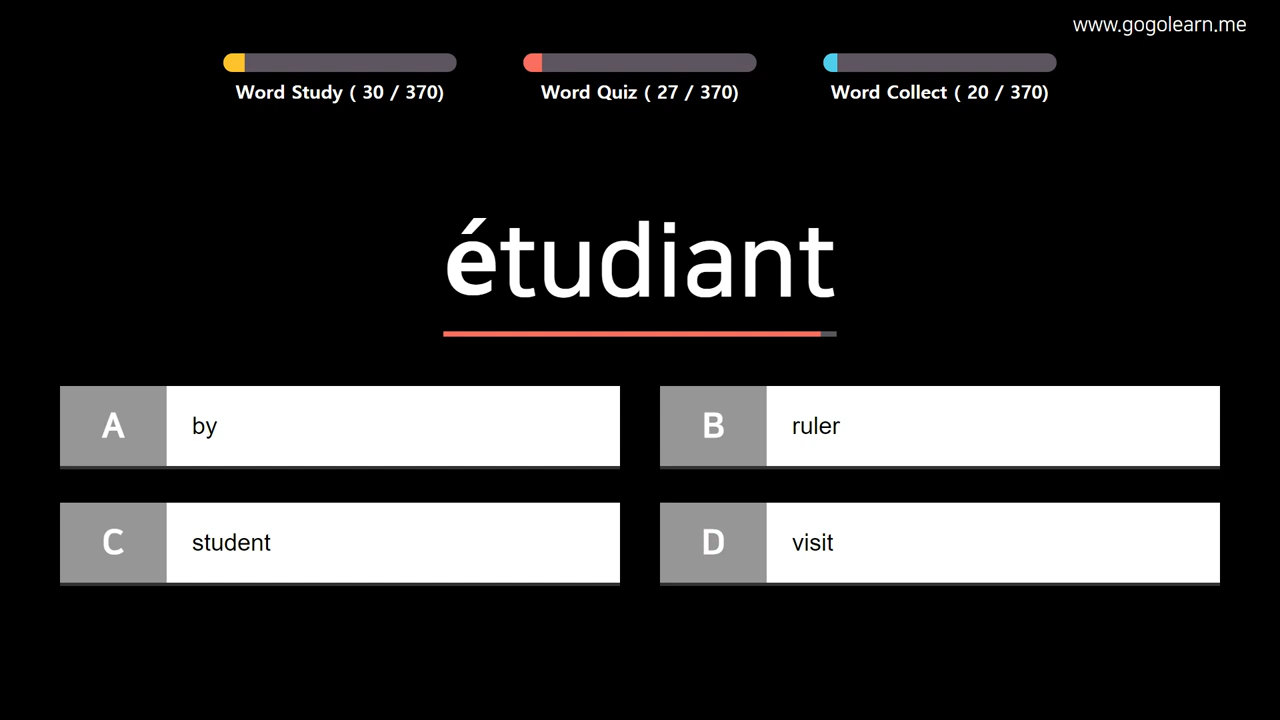 www.gogolearn.me
Word Study ( 30 / 370)
Word Quiz ( 27 / 370)
Word Collect ( 20 / 370)
étudiant
A
by
B
ruler
C
student
D
visit